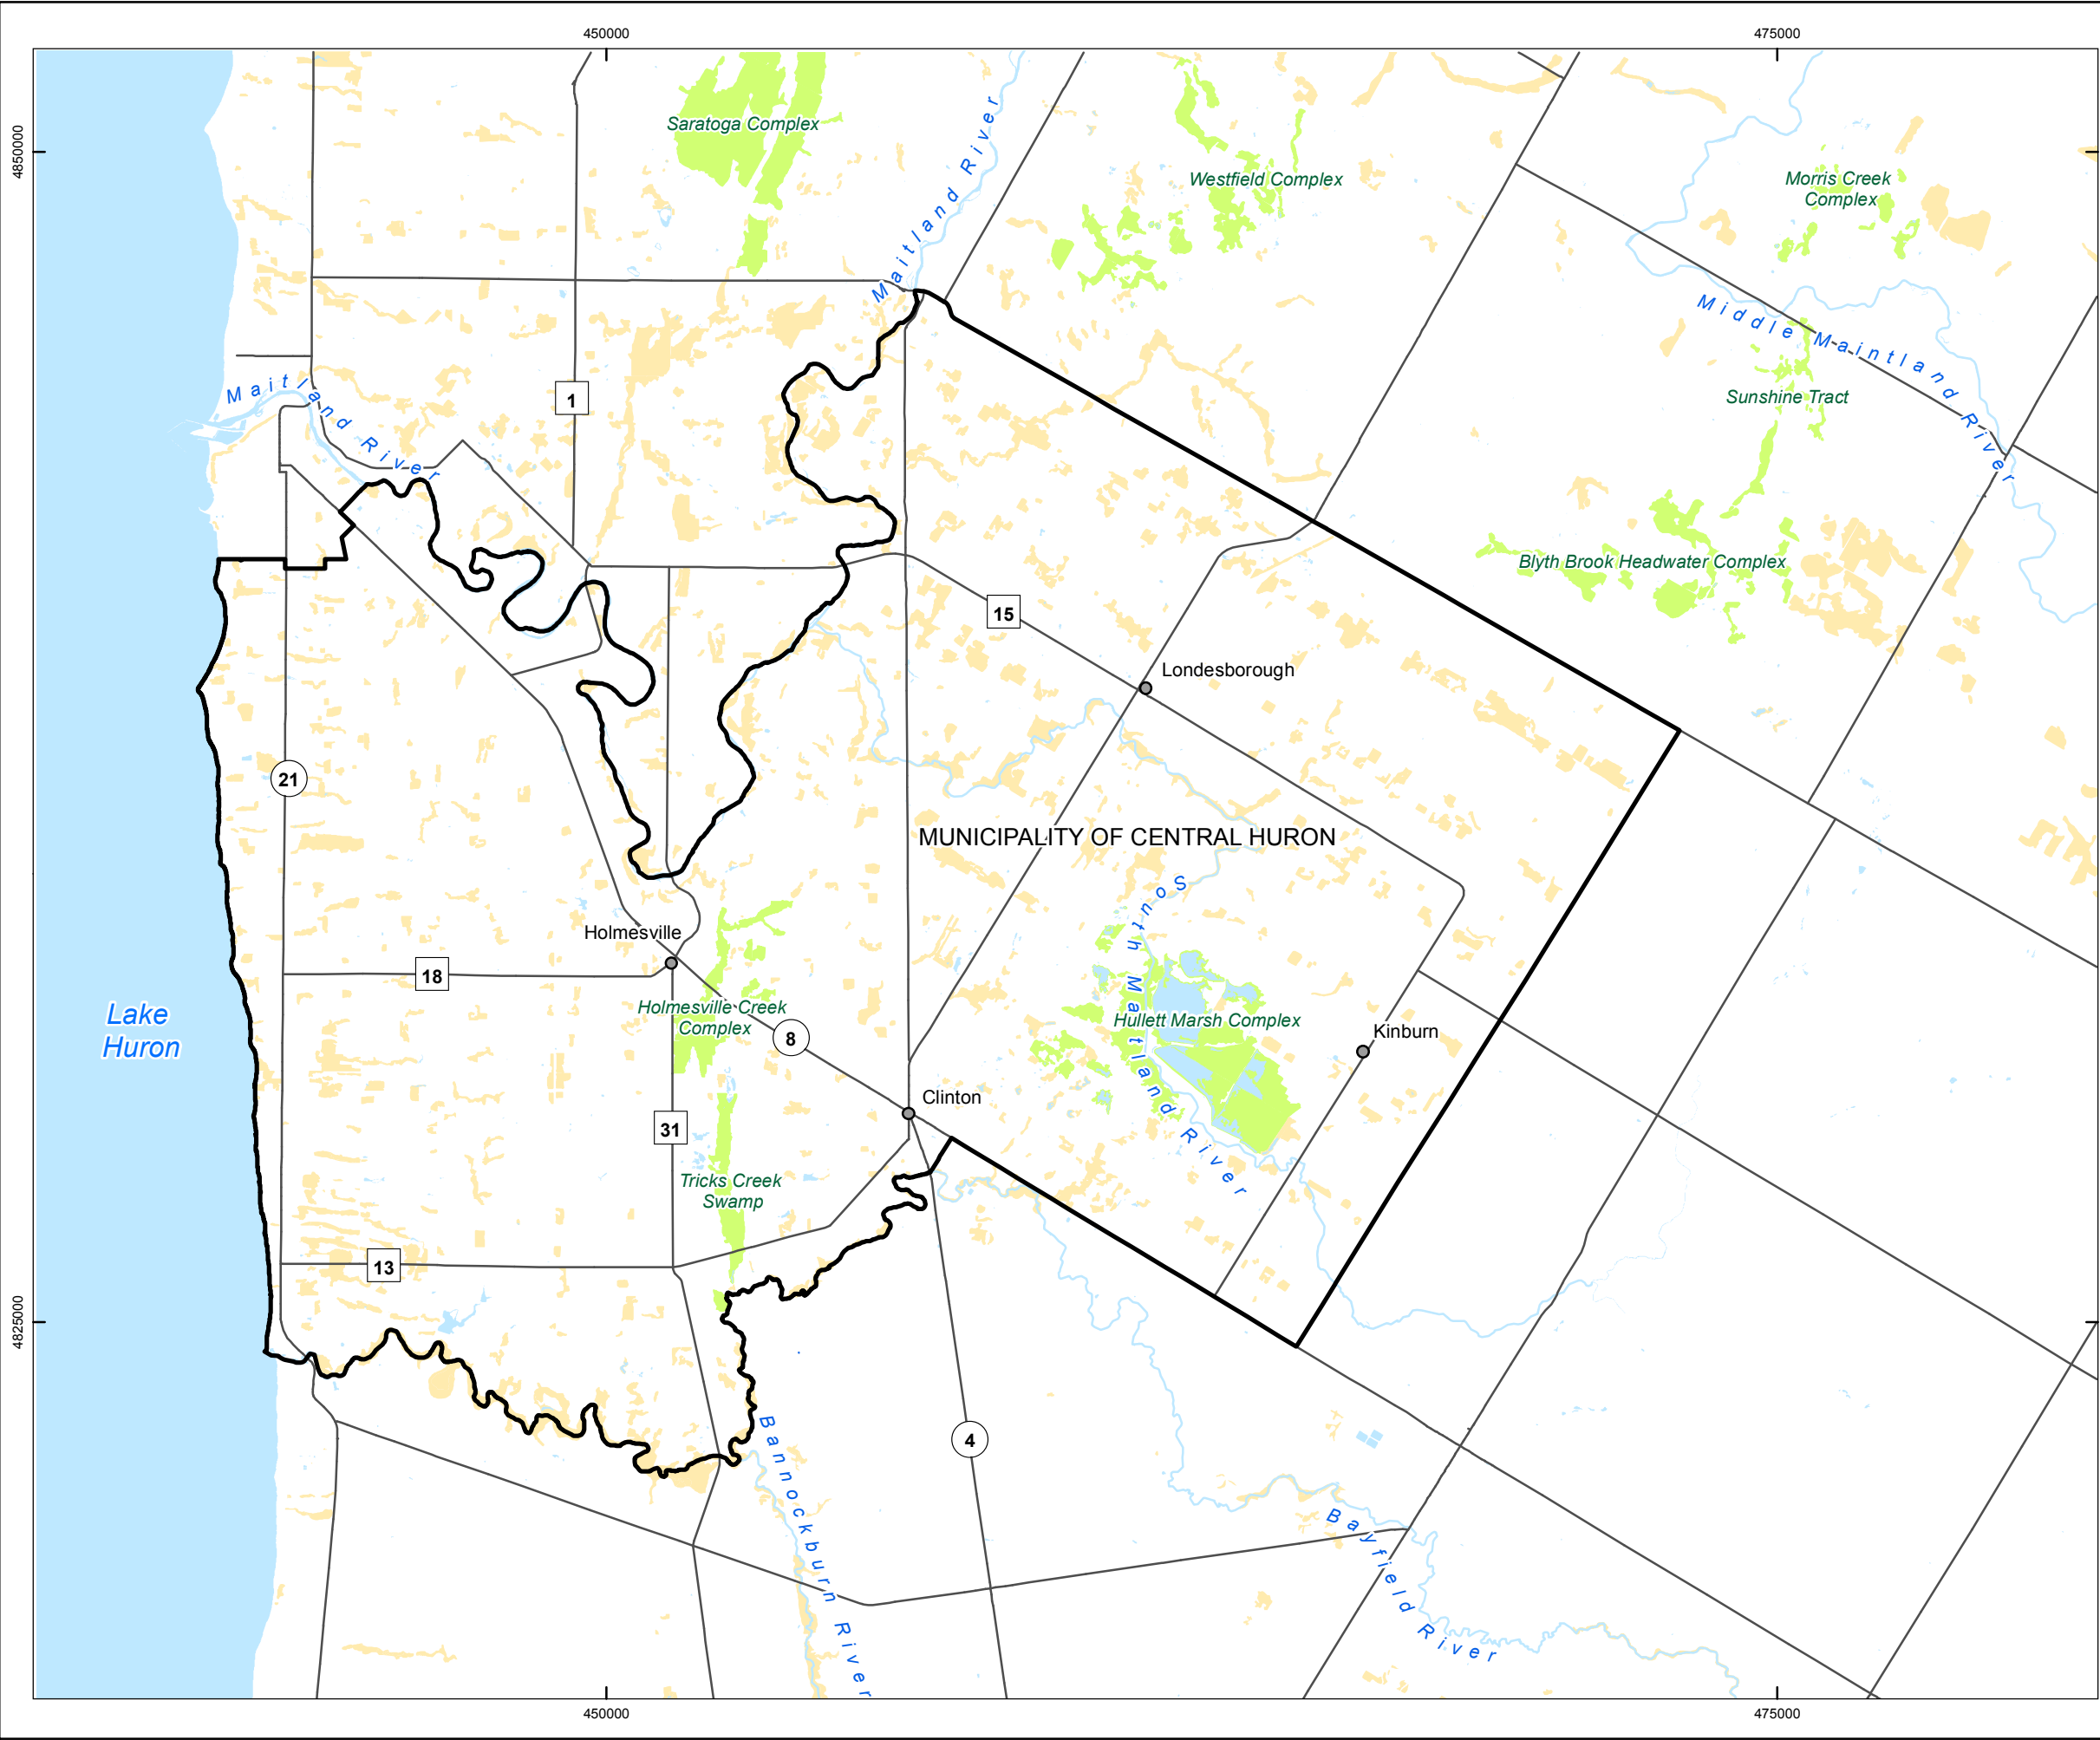 450000
475000
4850000
4825000
Saratoga Complex
Maitland River
Westfield Complex
Morris Creek
Complex
Middle Maintland River
Maitland River
1
Sunshine Tract
Blyth Brook Headwater Complex
15
Londesborough
21
MUNICIPALITY OF CENTRAL HURON
South Maitland River
Holmesville
18
Lake
Huron
Holmesville Creek
Complex
8
Hullett Marsh Complex
Kinburn
Clinton
31
Tricks Creek
Swamp
13
4
Bannockburn River
Bayfield River
450000
475000